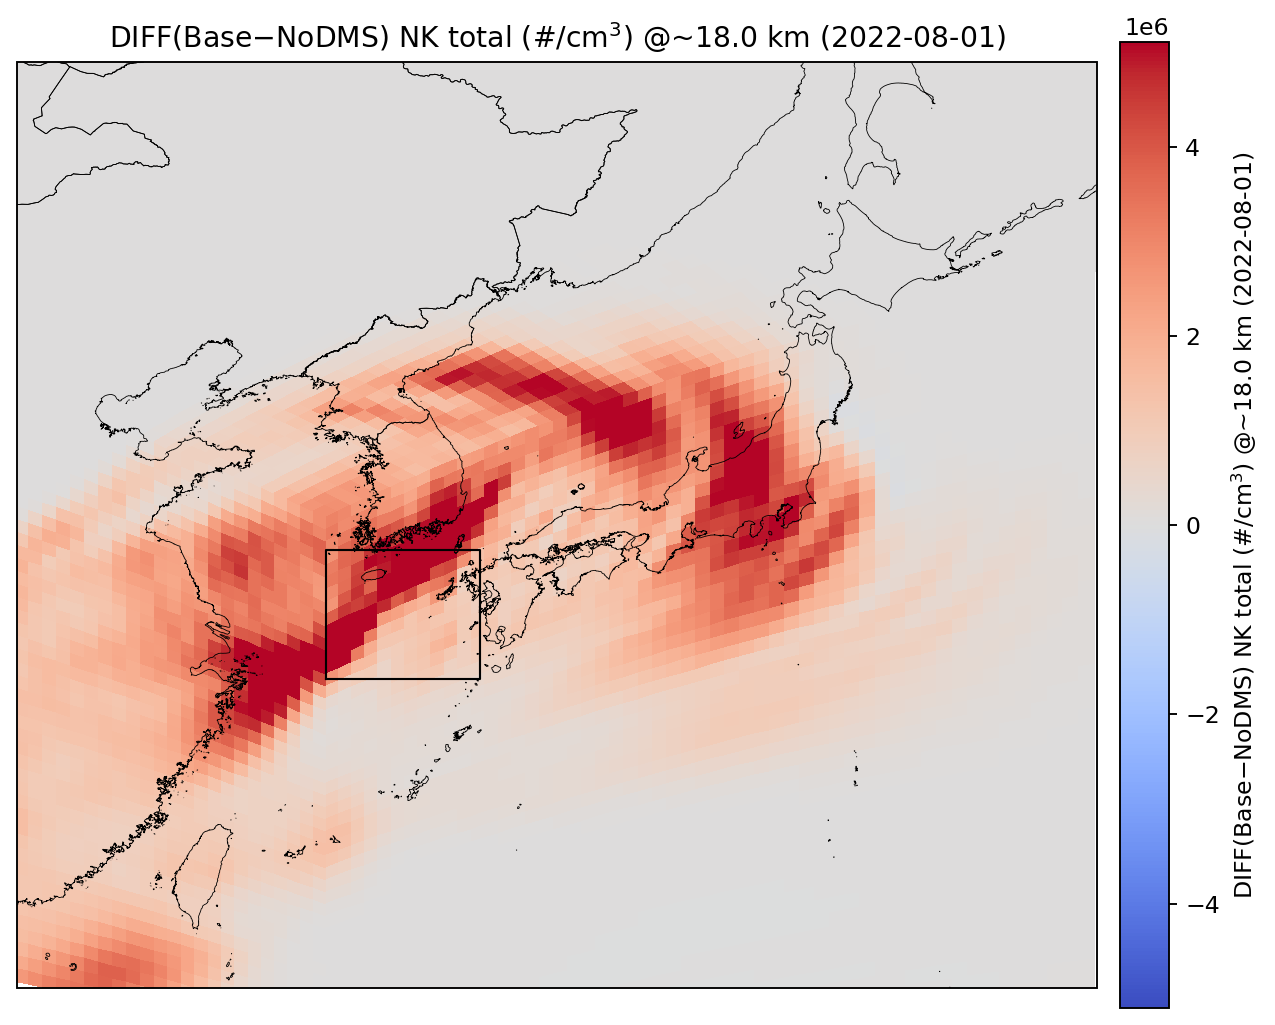 DIFF(Base−NoDMS) NK total (#/cm³) @~18.0 km (2022-08-01)
1e6
4
2
0
−2
−4
DIFF(Base−NoDMS) NK total (#/cm³) @~18.0 km (2022-08-01)